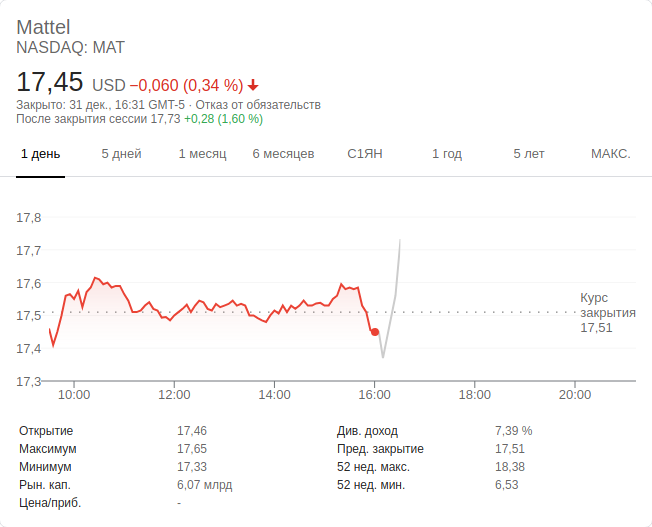 Mattel
NASDAQ: MAT
17,45 USD −0,060 (0,34 %)
Закрыто: 31 дек., 16:31 GMT-5 · Отказ от обязательств
После закрытия сессии 17,73 +0,28 (1,60 %)
1 день 5 дней 1 месяц 6 месяцев С1ЯН 1 год 5 лет МАКС.
17,8
17,7
17,6
17,5
17,4
17,3
Курс
закрытия
17,51
10:00 12:00 14:00 16:00 18:00 20:00
Открытие 17,46 Див. доход 7,39 %
Максимум 17,65 Пред. закрытие 17,51
Минимум 17,33 52 нед. макс. 18,38
Рын. кап. 6,07 млрд 52 нед. мин. 6,53
Цена/приб. -